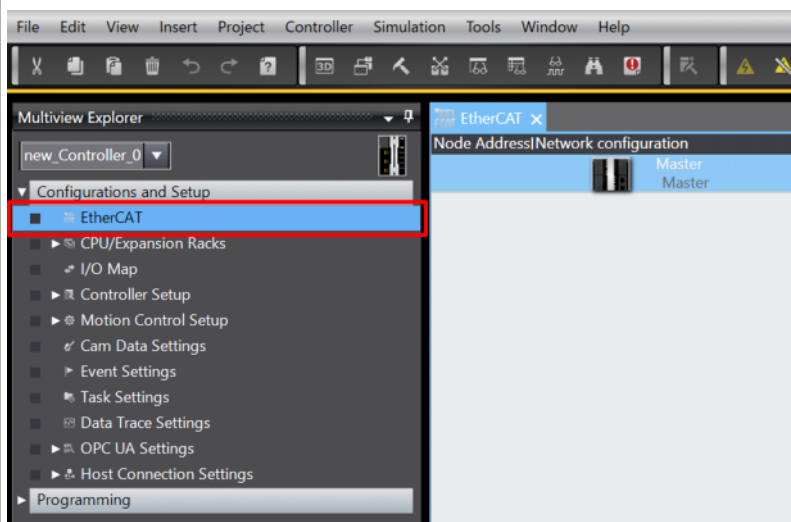 File Edit View Insert Project Controller Simulation Tools Window Help
3D
Multiview Explorer
new_Controller_0
Configurations and Setup
EtherCAT
CPU/Expansion Racks
I/O Map
Controller Setup
Motion Control Setup
Cam Data Settings
Event Settings
Task Settings
Data Trace Settings
OPC UA Settings
Host Connection Settings
Programming
EtherCAT
Node Address|Network configuration
Master
Master